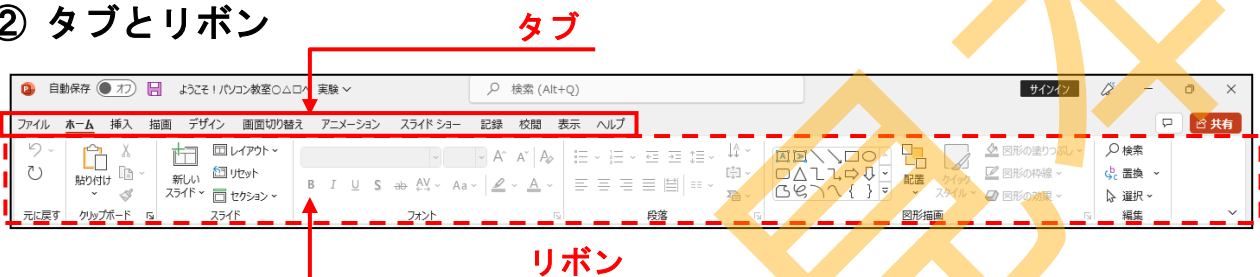 ② タブとリボン
タブ
自動保存 オフ ようこそ！パソコン教室○△□へ 実験 検索 (Alt+Q) サインイン
ファイル ホーム 挿入 描画 デザイン 画面切り替え アニメーション スライド ショー 記録 校閲 表示 ヘルプ 共有
貼り付け 新しい スライド レイアウト リセット セクション
B I U S ab AV Aa A A A A
配置 クイック スタイル 図形の塗りつぶし 図形の枠線 図形の効果
検索 置換 選択
元に戻す クリップボード スライド フォント 段落 図形描画 編集
リボン